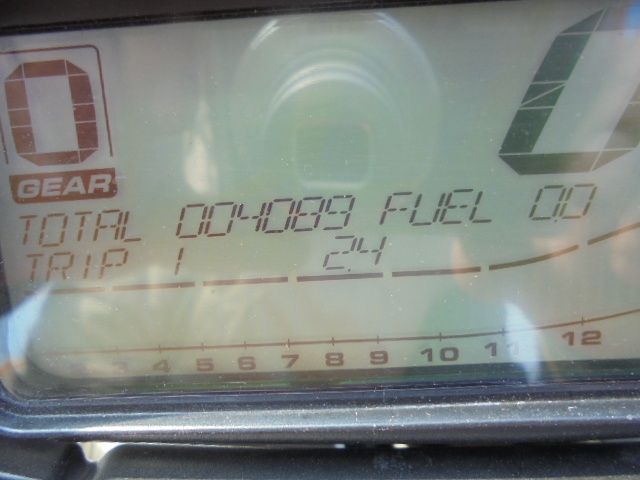 0
GEAR
TOTAL 004089 FUEL 0.0
TRIP 1 2.4
3 4 5 6 7 8 9 10 11 12